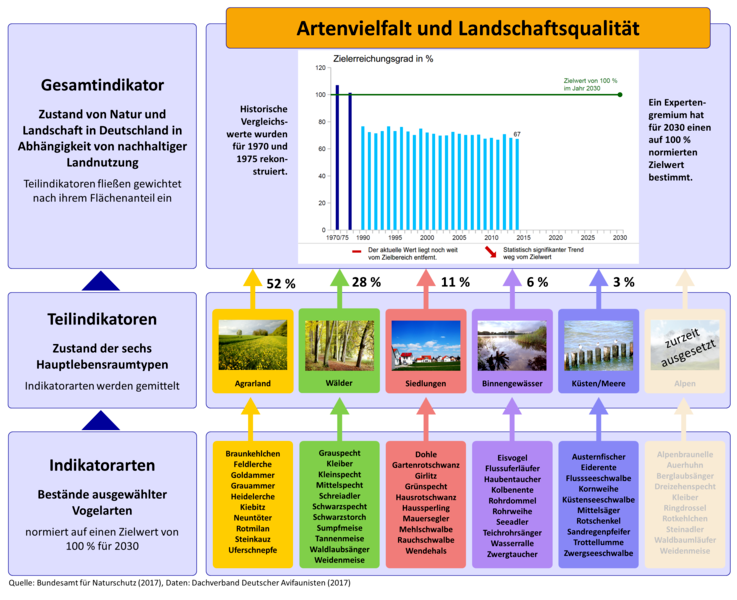 Artenvielfalt und Landschaftsqualität
Gesamtindikator
Zustand von Natur und
Landschaft in Deutschland in
Abhängigkeit von nachhaltiger
Landnutzung
Teilindikatoren fließen gewichtet
nach ihrem Flächenanteil ein
Historische
Vergleichs-
werte wurden
für 1970 und
1975 rekon-
struiert.
Zielerreichungsgrad in %
120
100
80
60
40
20
0
Zielwert von 100 %
im Jahr 2030
67
1970/75 1990 1995 2000 2005 2010 2015 2020 2025 2030
Der aktuelle Wert liegt noch weit
vom Zielbereich entfernt.
Statistisch signifikanter Trend
weg vom Zielwert
Ein Experten-
gremium hat
für 2030 einen
auf 100 %
normierten
Zielwert
bestimmt.
52 %
28 %
11 %
6 %
3 %
Teilindikatoren
Zustand der sechs
Hauptlebensraumtypen
Indikatorarten werden gemittelt
Agrarland
Wälder
Siedlungen
Binnengewässer
Küsten/Meere
zurzeit
ausgesetzt
Alpen
Indikatorarten
Bestände ausgewählter
Vogelarten
normiert auf einen Zielwert von
100 % für 2030
Braunkehlchen
Feldlerche
Goldammer
Grauammer
Heidelerche
Kiebitz
Neuntöter
Rotmilan
Steinkauz
Uferschnepfe
Grauspecht
Kleiber
Kleinspecht
Mittelspecht
Schreiadler
Schwarzspecht
Schwarzstorch
Sumpfmeise
Tannenmeise
Waldlaubsänger
Weidenmeise
Dohle
Gartenrotschwanz
Girlitz
Grünspecht
Hausrotschwanz
Haussperling
Mauersegler
Mehlschwalbe
Rauchschwalbe
Wendehals
Eisvogel
Flussuferläufer
Haubentaucher
Kolbenente
Rohrdommel
Rohrweihe
Seeadler
Teichrohrsänger
Wasserralle
Zwergtaucher
Austernfischer
Eiderente
Flussseeschwalbe
Kornweihe
Küstenseeschwalbe
Mittelsäger
Rotschenkel
Sandregenpfeifer
Trottellumme
Zwergseeschwalbe
Alpenbraunelle
Auerhuhn
Berglaubsänger
Dreizehenspecht
Kleiber
Ringdrossel
Rotkehlchen
Steinadler
Waldbaumläufer
Weidenmeise
Quelle: Bundesamt für Naturschutz (2017), Daten: Dachverband Deutscher Avifaunisten (2017)